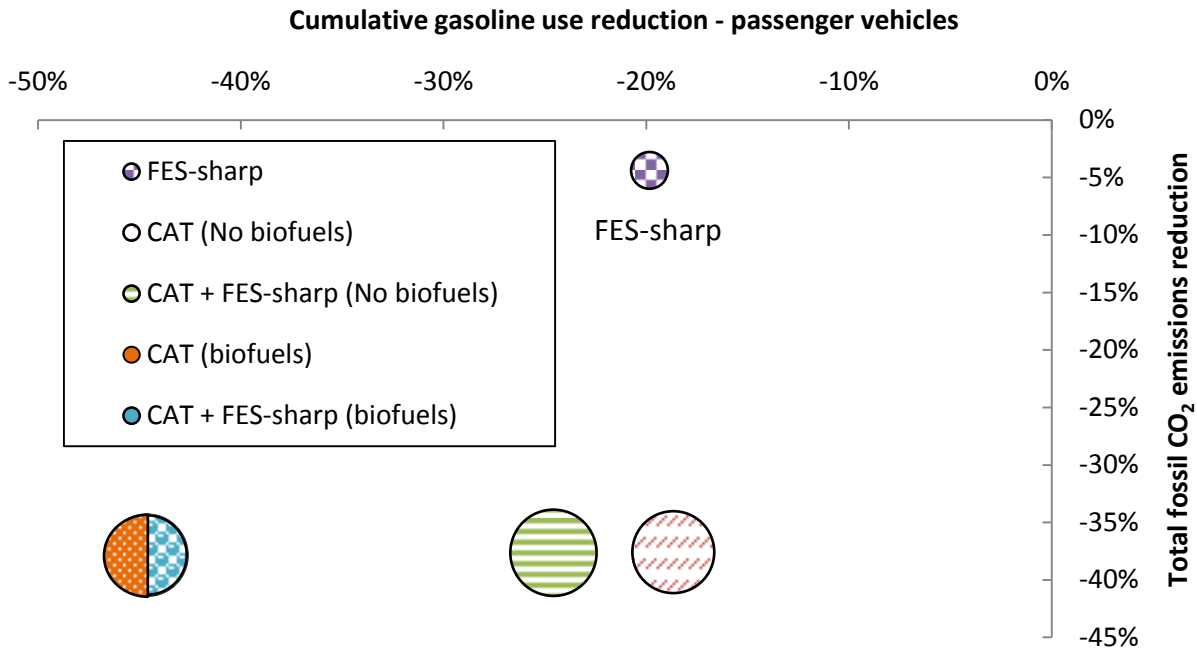 Cumulative gasoline use reduction - passenger vehicles
-50% -40% -30% -20% -10% 0%
0%
-5%
-10%
-15%
-20%
-25%
-30%
-35%
-40%
-45%
Total fossil CO₂ emissions reduction
FES-sharp
CAT (No biofuels)
CAT + FES-sharp (No biofuels)
CAT (biofuels)
CAT + FES-sharp (biofuels)
FES-sharp